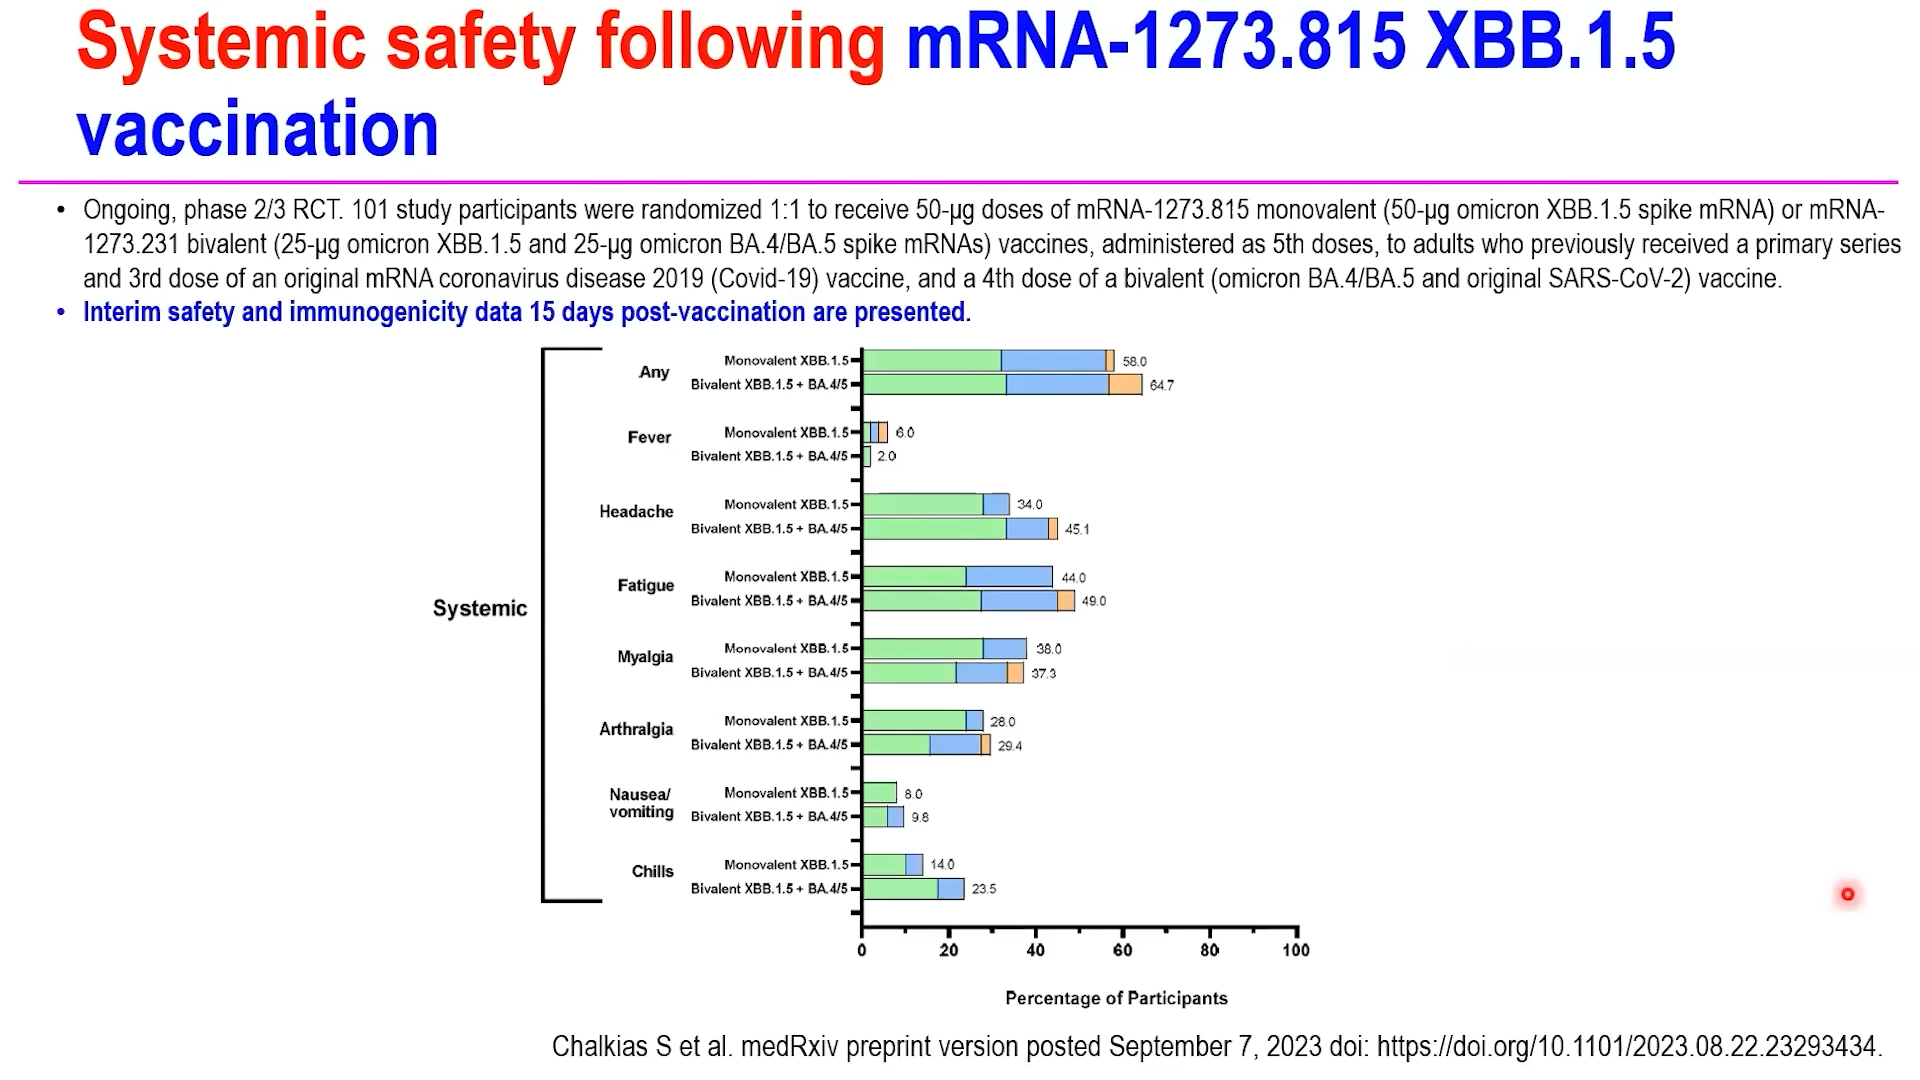 Systemic safety following mRNA-1273.815 XBB.1.5
vaccination
• Ongoing, phase 2/3 RCT. 101 study participants were randomized 1:1 to receive 50-µg doses of mRNA-1273.815 monovalent (50-µg omicron XBB.1.5 spike mRNA) or mRNA-
1273.231 bivalent (25-µg omicron XBB.1.5 and 25-µg omicron BA.4/BA.5 spike mRNAs) vaccines, administered as 5th doses, to adults who previously received a primary series
and 3rd dose of an original mRNA coronavirus disease 2019 (Covid-19) vaccine, and a 4th dose of a bivalent (omicron BA.4/BA.5 and original SARS-CoV-2) vaccine.
• Interim safety and immunogenicity data 15 days post-vaccination are presented.
Systemic
Any
Monovalent XBB.1.5 58.0
Bivalent XBB.1.5 + BA.4/5 64.7
Fever
Monovalent XBB.1.5 6.0
Bivalent XBB.1.5 + BA.4/5 2.0
Headache
Monovalent XBB.1.5 34.0
Bivalent XBB.1.5 + BA.4/5 45.1
Fatigue
Monovalent XBB.1.5 44.0
Bivalent XBB.1.5 + BA.4/5 49.0
Myalgia
Monovalent XBB.1.5 38.0
Bivalent XBB.1.5 + BA.4/5 37.3
Arthralgia
Monovalent XBB.1.5 28.0
Bivalent XBB.1.5 + BA.4/5 29.4
Nausea/
vomiting
Monovalent XBB.1.5 8.0
Bivalent XBB.1.5 + BA.4/5 9.8
Chills
Monovalent XBB.1.5 14.0
Bivalent XBB.1.5 + BA.4/5 23.5
0 20 40 60 80 100
Percentage of Participants
Chalkias S et al. medRxiv preprint version posted September 7, 2023 doi: https://doi.org/10.1101/2023.08.22.23293434.